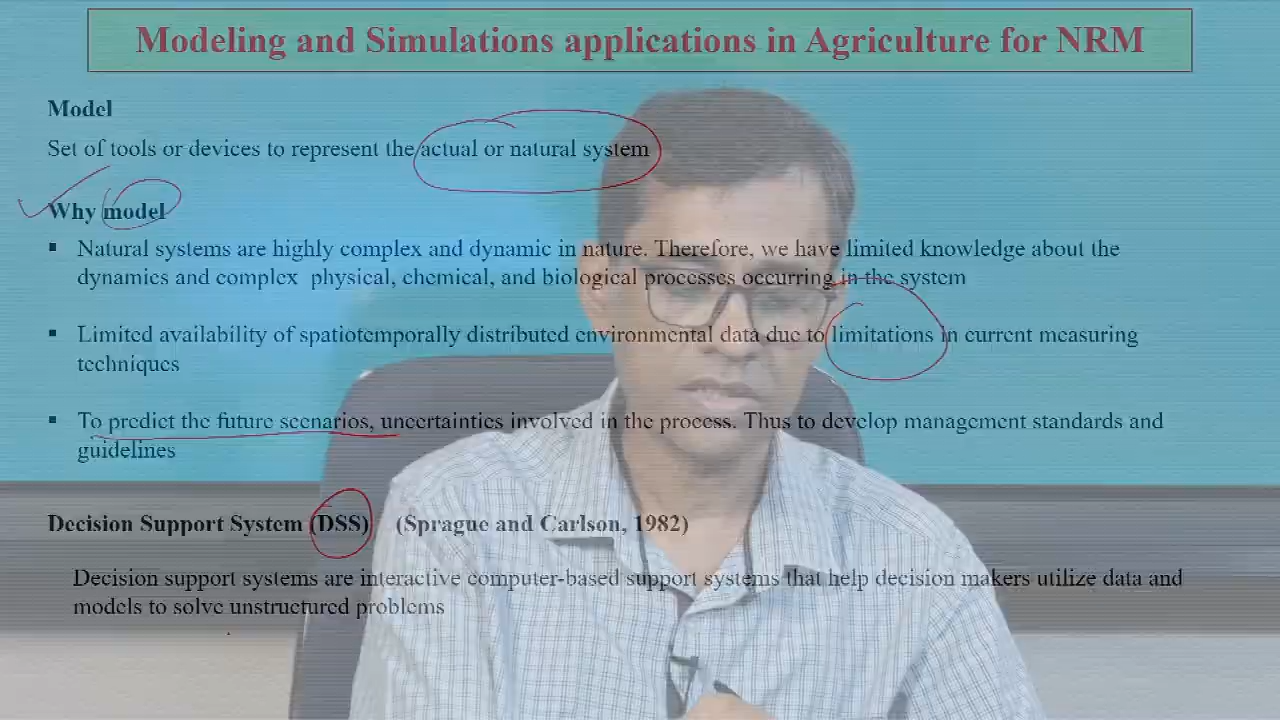 Modeling and Simulations applications in Agriculture for NRM
Model
Set of tools or devices to represent the actual or natural system
Why model
▪ Natural systems are highly complex and dynamic in nature. Therefore, we have limited knowledge about the
dynamics and complex physical, chemical, and biological processes occurring in the system
▪ Limited availability of spatiotemporally distributed environmental data due to limitations in current measuring
techniques
▪ To predict the future scenarios, uncertainties involved in the process. Thus to develop management standards and
guidelines
Decision Support System (DSS) (Sprague and Carlson, 1982)
Decision support systems are interactive computer-based support systems that help decision makers utilize data and
models to solve unstructured problems